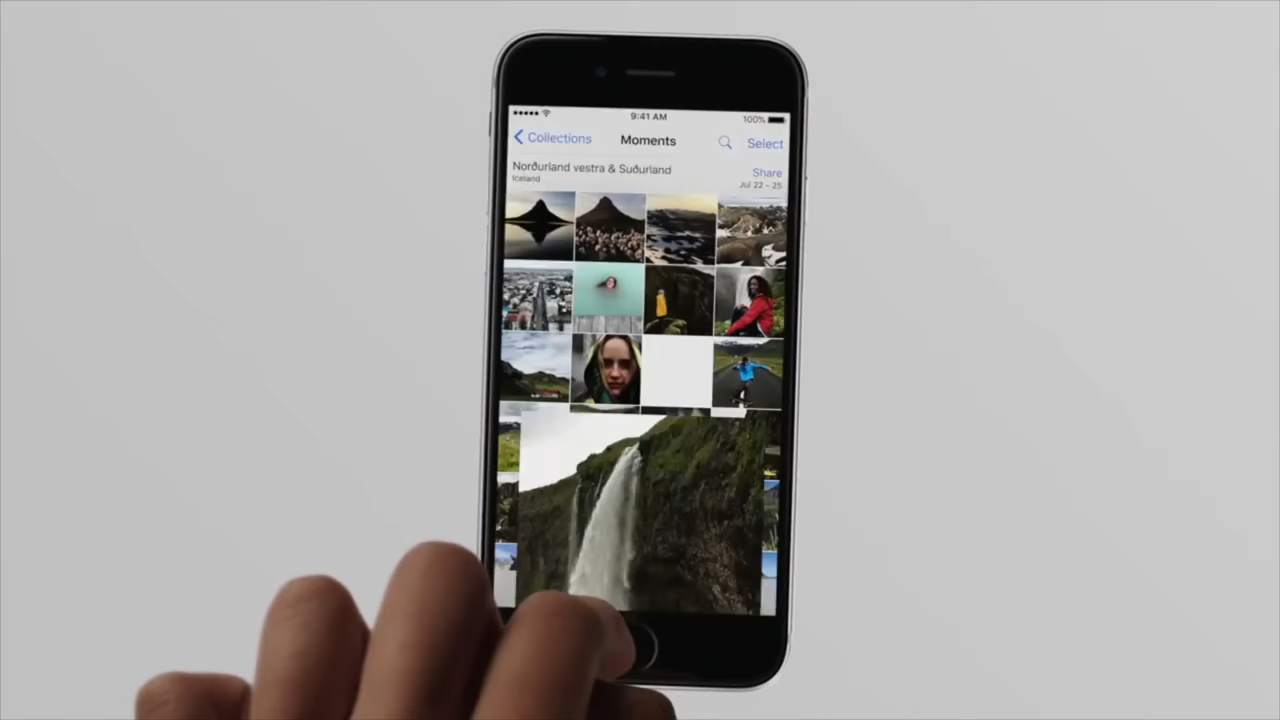 9:41 AM 100%
Collections Moments Select
Norðurland vestra & Suðurland Share
Iceland Jul 22 - 25